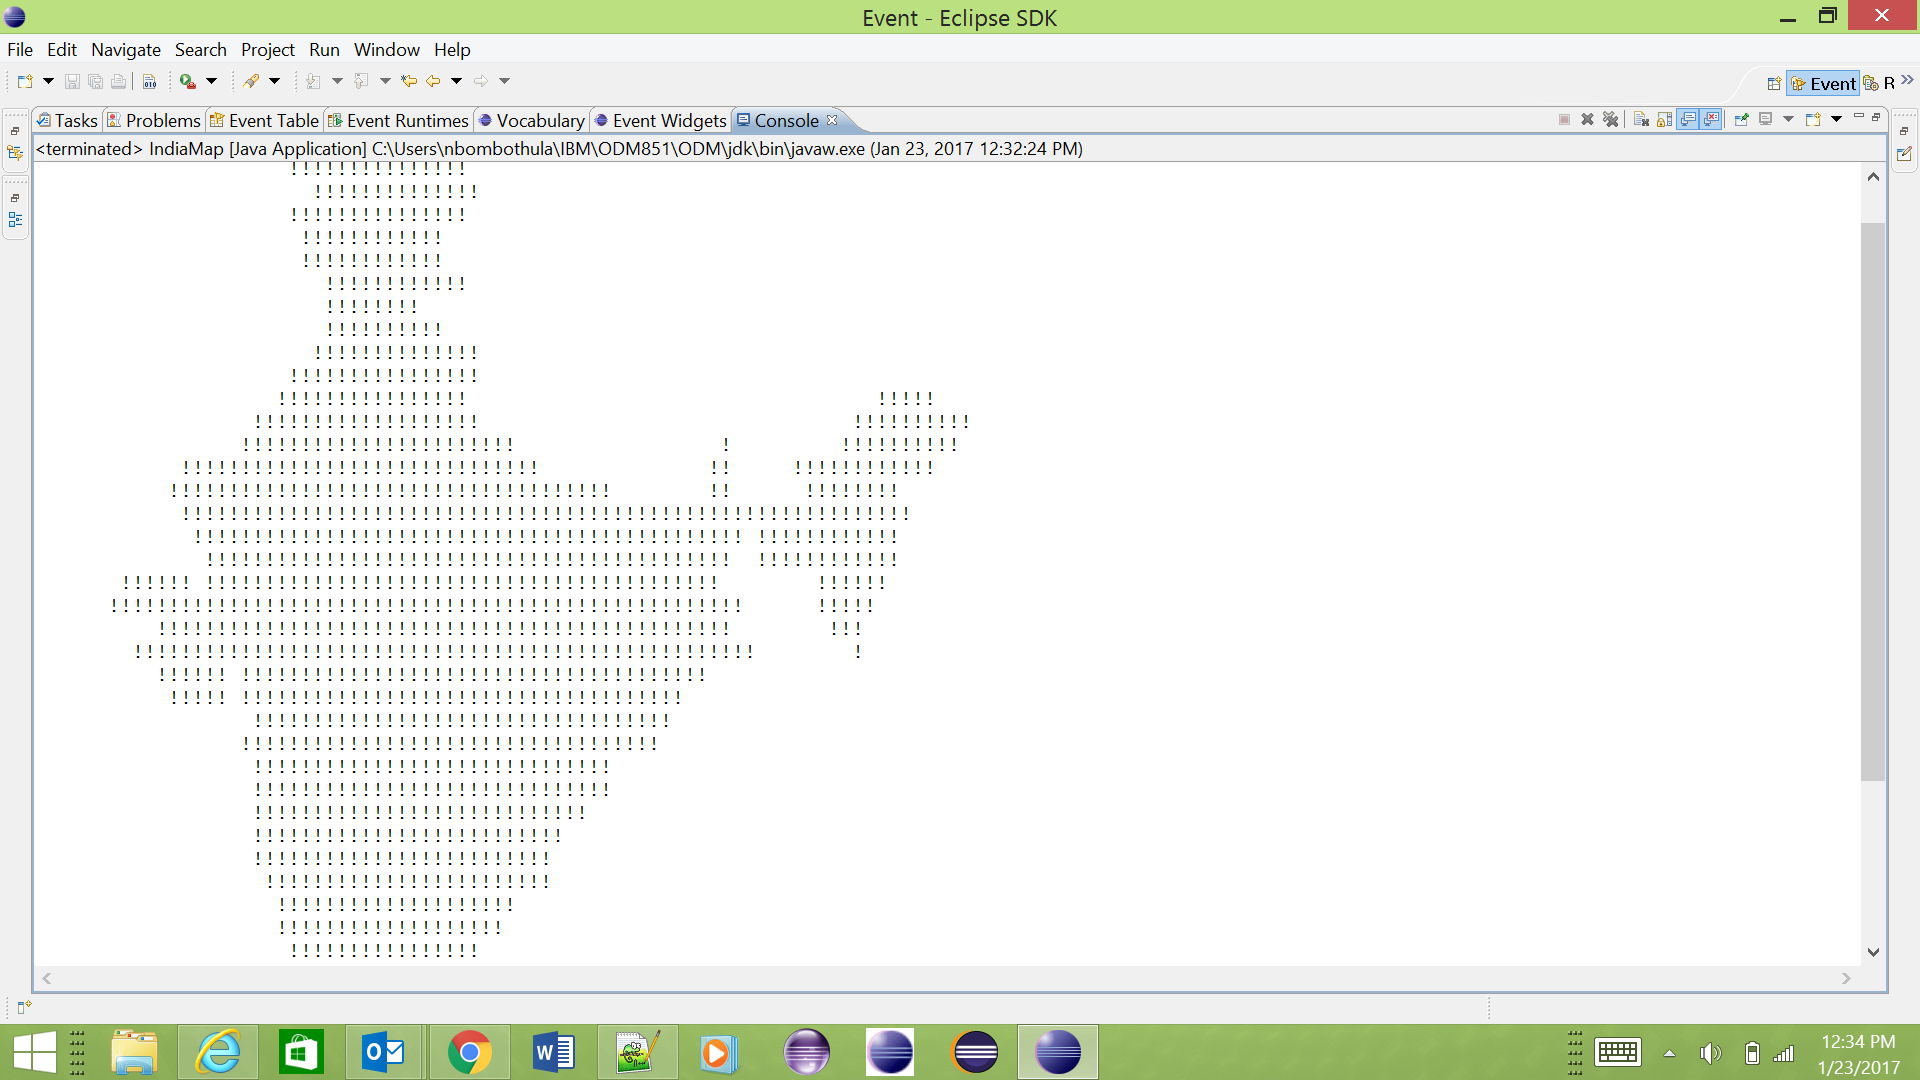 Event - Eclipse SDK
File Edit Navigate Search Project Run Window Help
Event R
Tasks Problems Event Table Event Runtimes Vocabulary Event Widgets Console
<terminated> IndiaMap [Java Application] C:\Users\nbombothula\IBM\ODM851\ODM\jdk\bin\javaw.exe (Jan 23, 2017 12:32:24 PM)
12:34 PM
1/23/2017